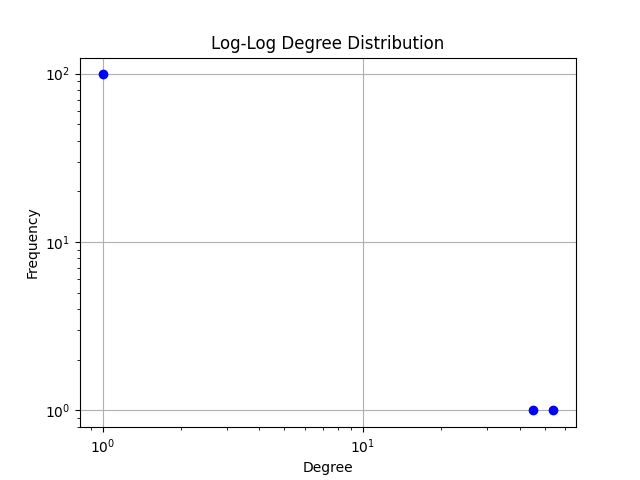 Log-Log Degree Distribution
10²
10¹
10⁰
Frequency
10⁰ 10¹
Degree